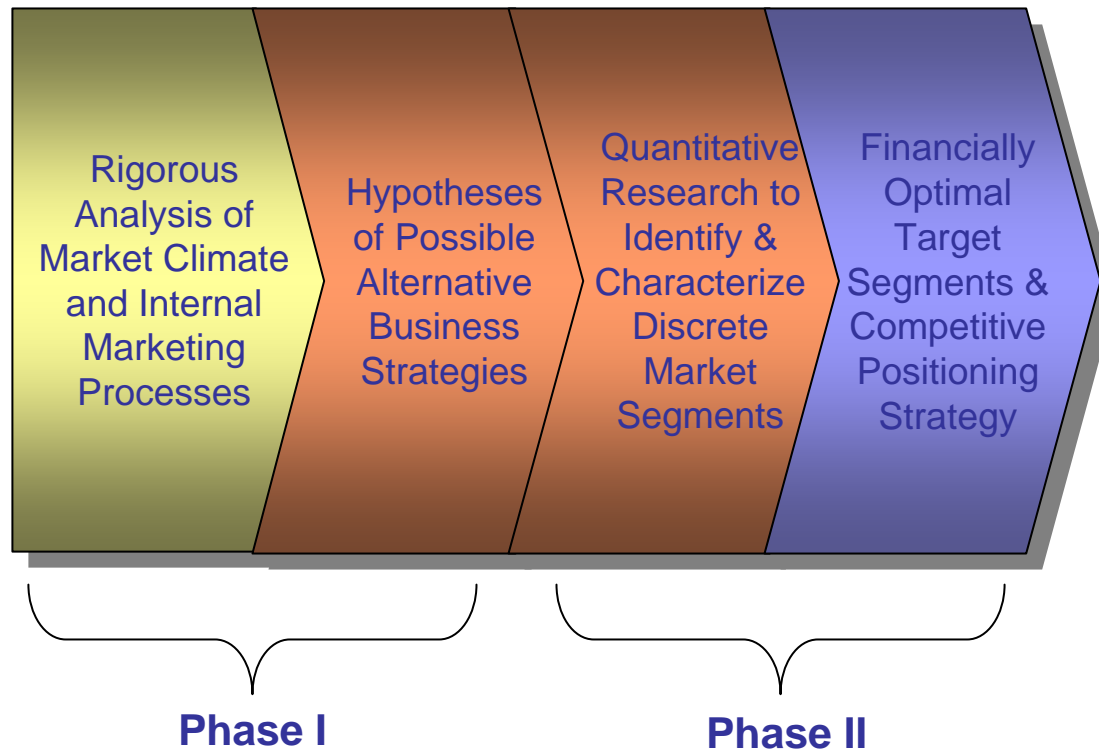 Rigorous
Analysis of
Market Climate
and Internal
Marketing
Processes
Hypotheses
of Possible
Alternative
Business
Strategies
Quantitative
Research to
Identify &
Characterize
Discrete
Market
Segments
Financially
Optimal
Target
Segments &
Competitive
Positioning
Strategy
Phase I
Phase II